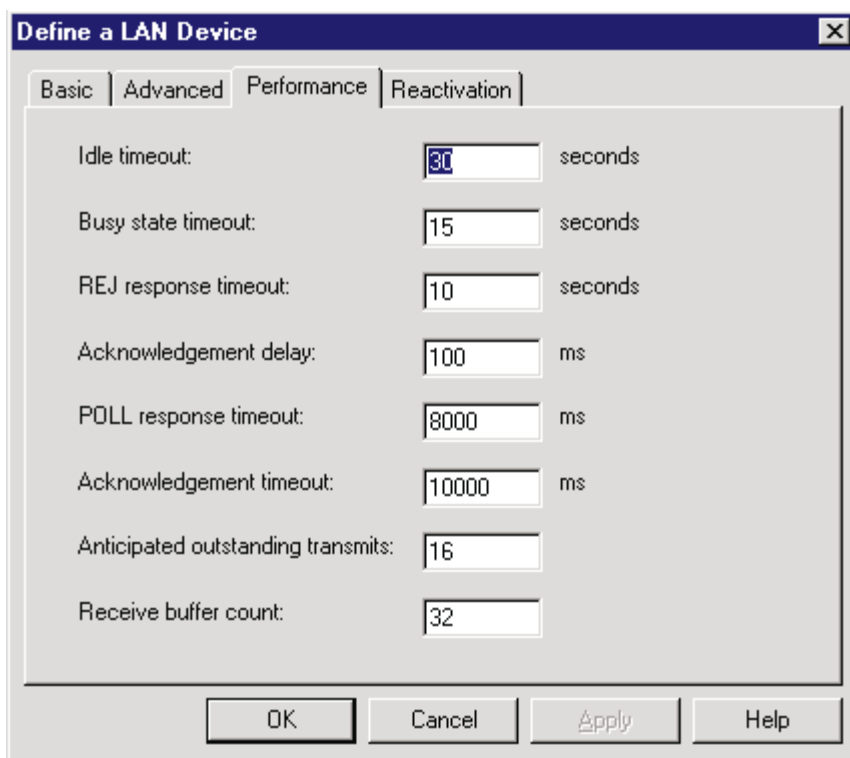 Define a LAN Device
Basic Advanced Performance Reactivation
Idle timeout: 30 seconds
Busy state timeout: 15 seconds
REJ response timeout: 10 seconds
Acknowledgement delay: 100 ms
POLL response timeout: 8000 ms
Acknowledgement timeout: 10000 ms
Anticipated outstanding transmits: 16
Receive buffer count: 32
OK Cancel Apply Help